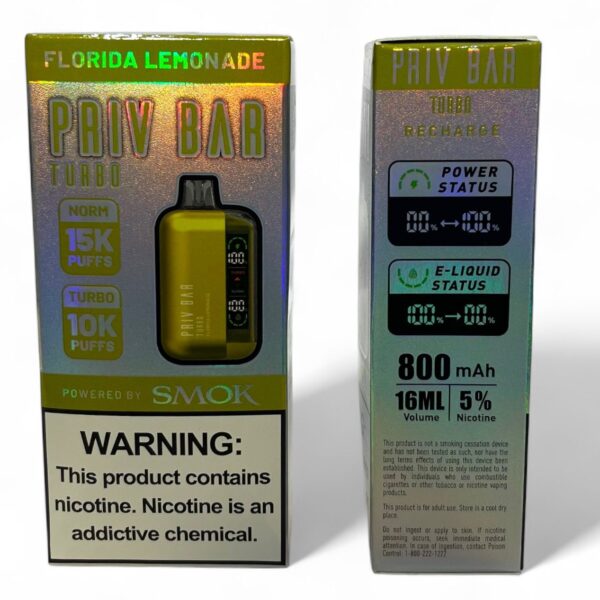 FLORIDA LEMONADE
PRIV BAR
TURBO
NORM
15K
PUFFS
TURBO
10K
PUFFS
100%
TURBO
100%
PRIV BAR
TURBO
POWERED BY SMOK
WARNING:
This product contains
nicotine. Nicotine is an
addictive chemical.
PRIV BAR
TURBO
RECHARGE
POWER
STATUS
00% ↔ 100%
E-LIQUID
STATUS
100% → 00%
800 mAh
16ML
Volume
5%
Nicotine
This product is not a smoking cessation device
and has not been tested as such, nor have the
long terms effects of using this device been
established. This device is only intended to be
used by individuals who use combustible
cigarettes or other tobacco or nicotine vaping
products.
This product is for adult use. Store is a cool dry
place.
Do not ingest or apply to skin. If nicotine
poisoning occurs, seek immediate medical
attention. In case of ingestion, contact Poison
Control: 1-800-222-1222